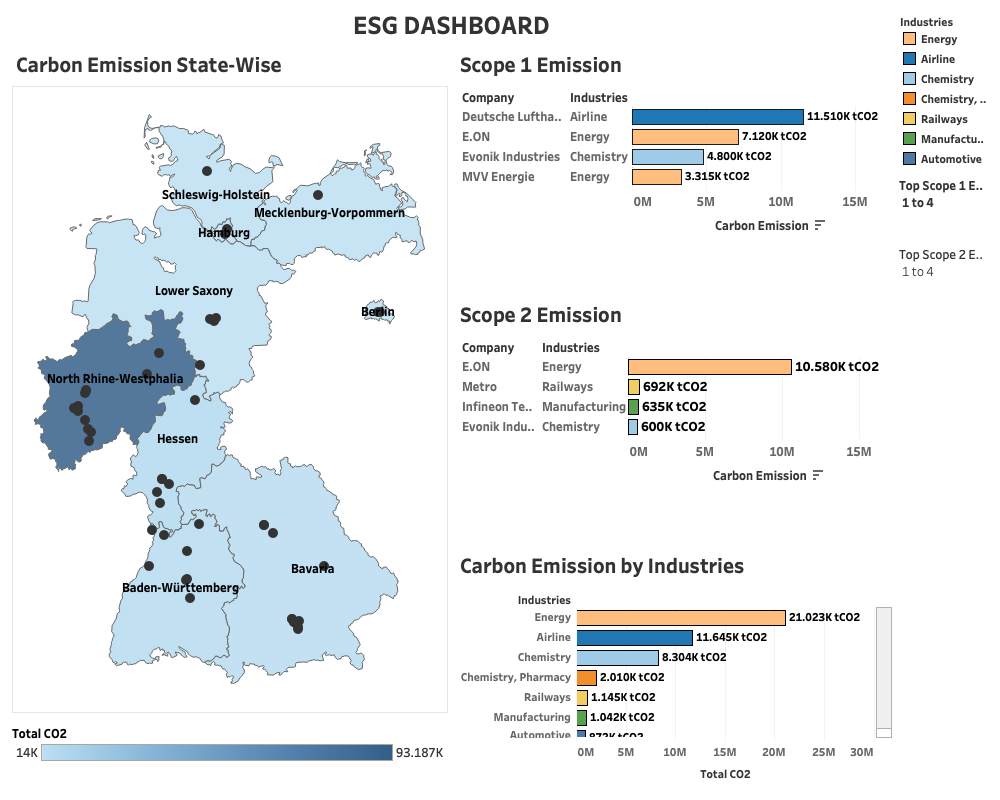 ESG DASHBOARD
Carbon Emission State-Wise
Schleswig-Holstein
Mecklenburg-Vorpommern
Hamburg
Lower Saxony
Berlin
North Rhine-Westphalia
Hessen
Bavaria
Baden-Württemberg
Total CO2
14K 93.187K
Scope 1 Emission
Company Industries
Deutsche Luftha.. Airline 11.510K tCO2
E.ON Energy 7.120K tCO2
Evonik Industries Chemistry 4.800K tCO2
MVV Energie Energy 3.315K tCO2
0M 5M 10M 15M
Carbon Emission
Scope 2 Emission
Company Industries
E.ON Energy 10.580K tCO2
Metro Railways 692K tCO2
Infineon Te.. Manufacturing 635K tCO2
Evonik Indu.. Chemistry 600K tCO2
0M 5M 10M 15M
Carbon Emission
Carbon Emission by Industries
Industries
Energy 21.023K tCO2
Airline 11.645K tCO2
Chemistry 8.304K tCO2
Chemistry, Pharmacy 2.010K tCO2
Railways 1.145K tCO2
Manufacturing 1.042K tCO2
Automotive 873K tCO2
0M 5M 10M 15M 20M 25M 30M
Total CO2
Industries
Energy
Airline
Chemistry
Chemistry, ..
Railways
Manufactu..
Automotive
Top Scope 1 E..
1 to 4
Top Scope 2 E..
1 to 4